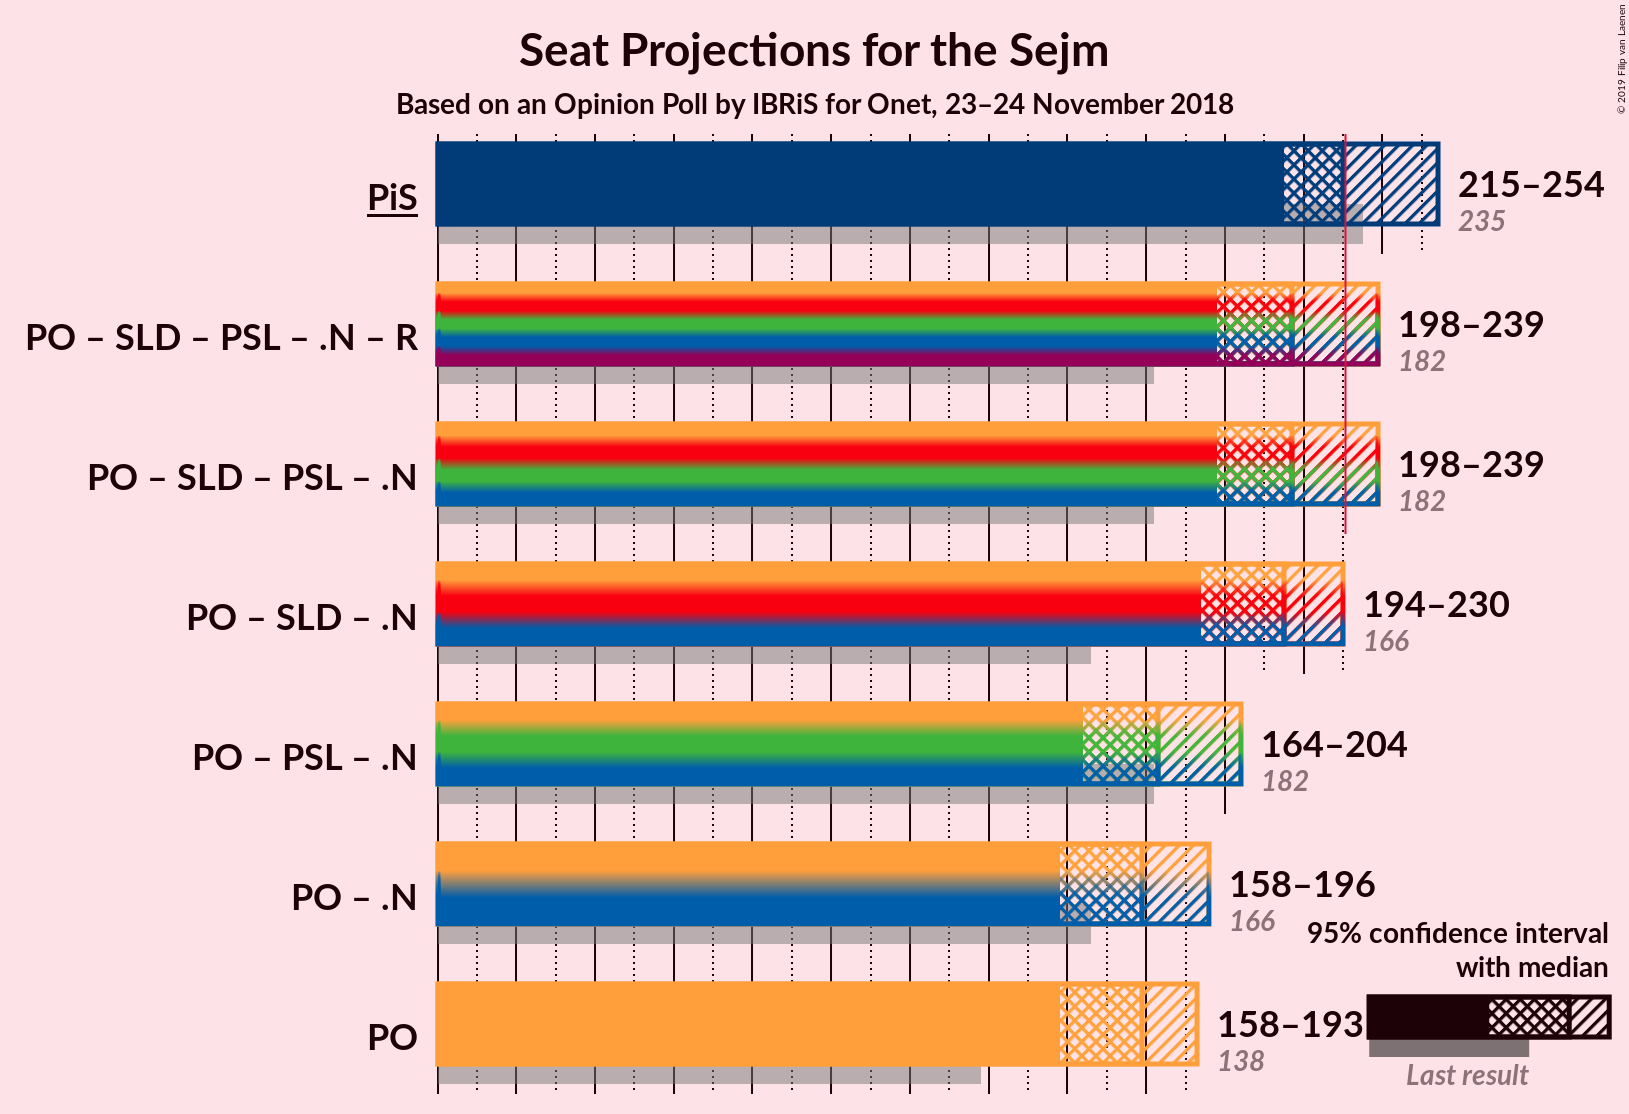 Seat Projections for the Sejm
Based on an Opinion Poll by IBRiS for Onet, 23–24 November 2018
© 2019 Filip van Laenen
PiS
215–254
235
PO – SLD – PSL – .N – R
198–239
182
PO – SLD – PSL – .N
198–239
182
PO – SLD – .N
194–230
166
PO – PSL – .N
164–204
182
PO – .N
158–196
166
PO
158–193
138
95% confidence interval
with median
Last result